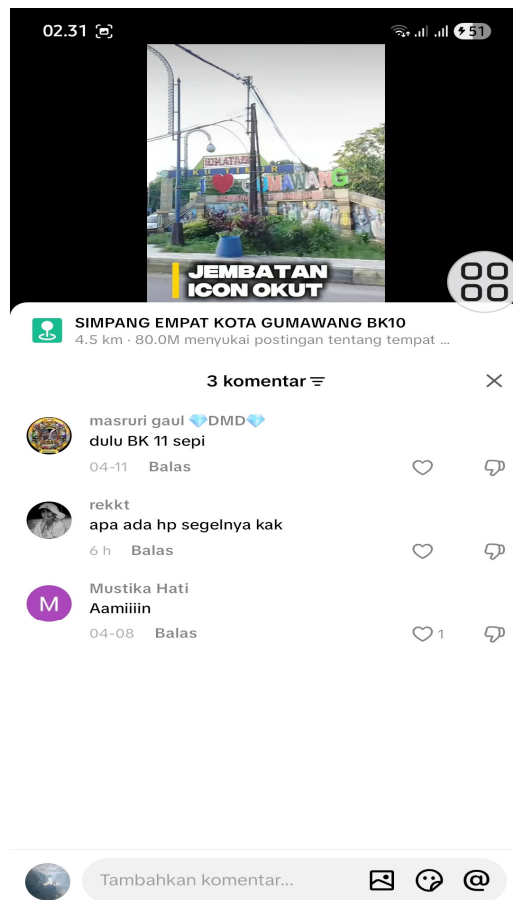 02.31
51
I ❤ GUMAWANG
JEMBATAN
ICON OKUT
SIMPANG EMPAT KOTA GUMAWANG BK10
4.5 km · 80.0M menyukai postingan tentang tempat ...
3 komentar
masruri gaul 💎DMD💎
dulu BK 11 sepi
04-11 Balas
rekkt
apa ada hp segelnya kak
6 h Balas
M
Mustika Hati
Aamiiiin
04-08 Balas
1
Tambahkan komentar...